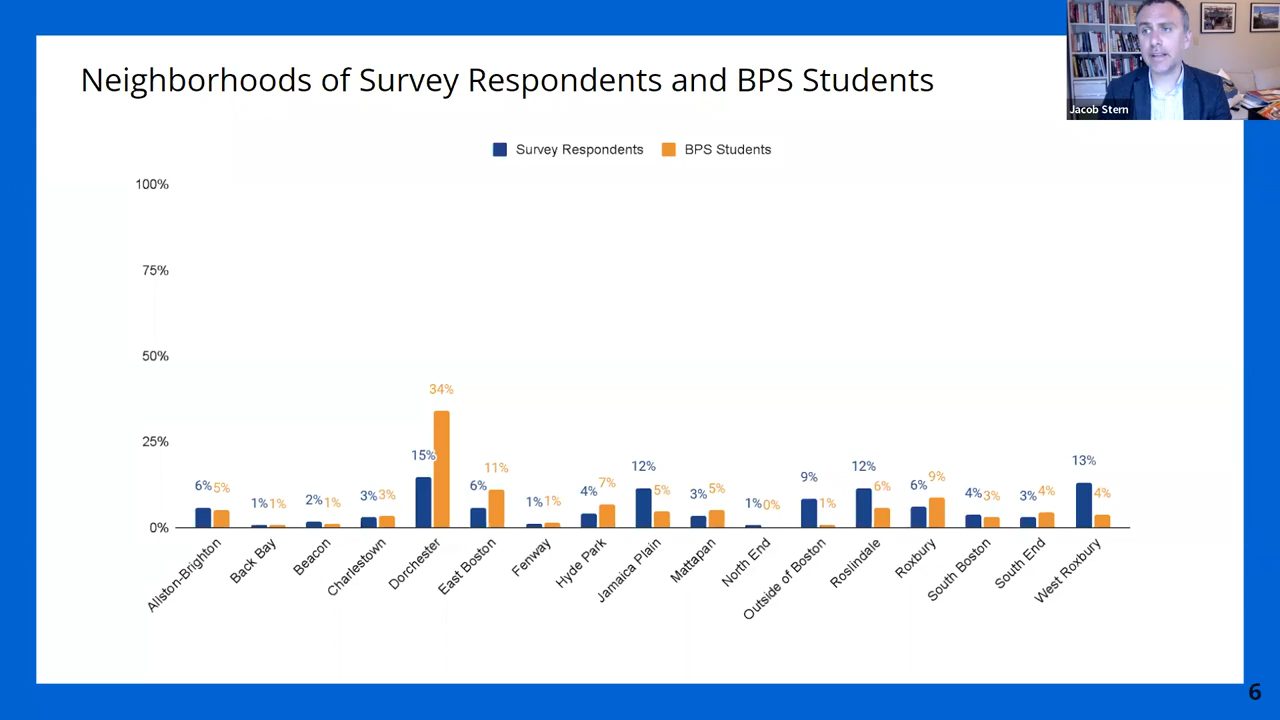 Neighborhoods of Survey Respondents and BPS Students
Jacob Stern
Survey Respondents BPS Students
100%
75%
50%
25%
0%
6% 5%
1% 1%
2% 1%
3% 3%
15% 34%
6% 11%
1% 1%
4% 7%
12% 5%
3% 5%
1% 0%
9% 1%
12% 6%
6% 9%
4% 3%
3% 4%
13% 4%
Allston-Brighton
Back Bay
Beacon
Charlestown
Dorchester
East Boston
Fenway
Hyde Park
Jamaica Plain
Mattapan
North End
Outside of Boston
Roslindale
Roxbury
South Boston
South End
West Roxbury
6